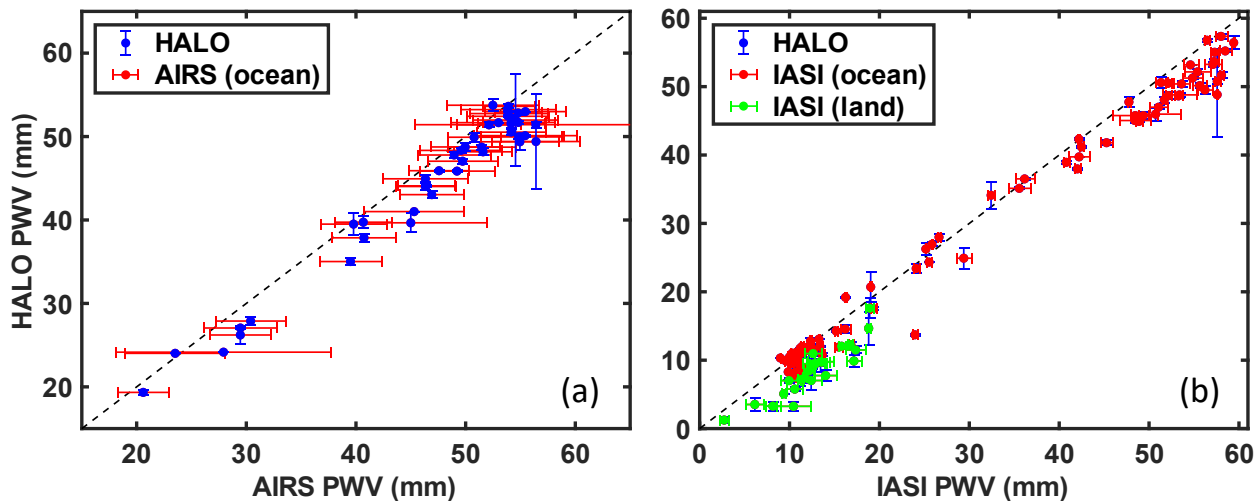 HALO
AIRS (ocean)
HALO PWV (mm)
60
50
40
30
20
20
30
40
50
60
AIRS PWV (mm)
(a)
HALO
IASI (ocean)
IASI (land)
60
50
40
30
20
10
0
0
10
20
30
40
50
60
IASI PWV (mm)
(b)